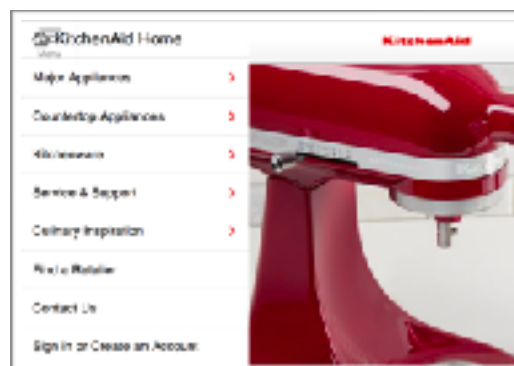 KitchenAid Home
KitchenAid
Menu
Major Appliances
Countertop Appliances
Kitchenware
Service & Support
Culinary Inspiration
Find a Retailer
Contact Us
Sign In or Create an Account